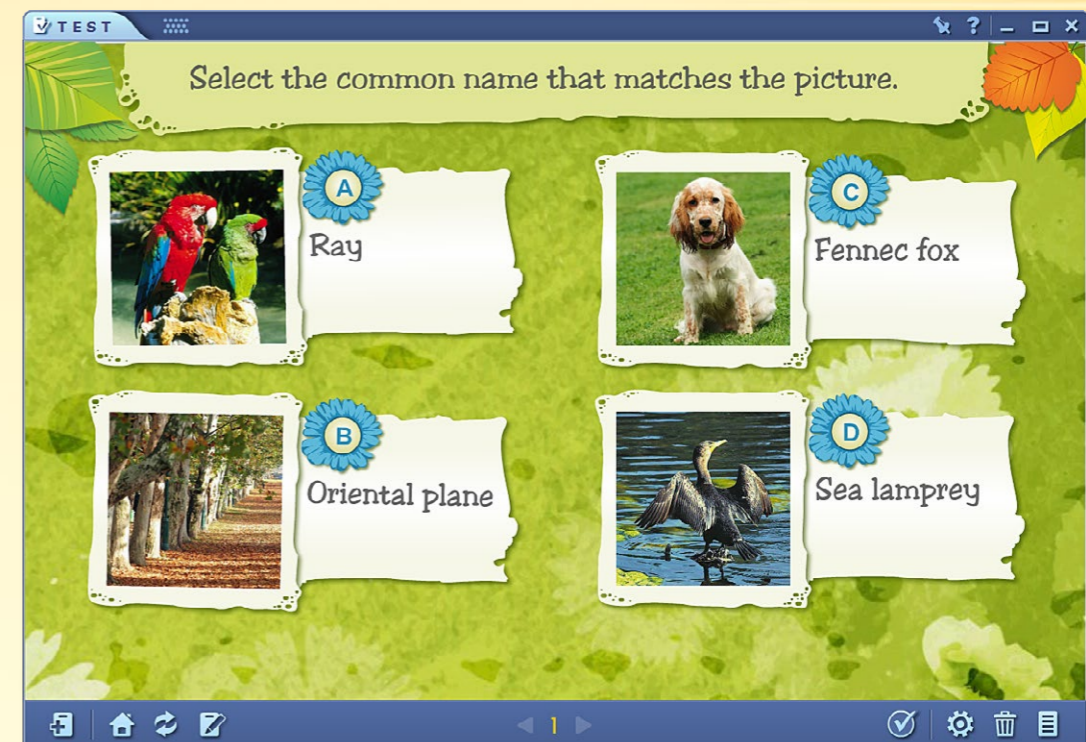 TEST
?
Select the common name that matches the picture.
A
Ray
C
Fennec fox
B
Oriental plane
D
Sea lamprey
1